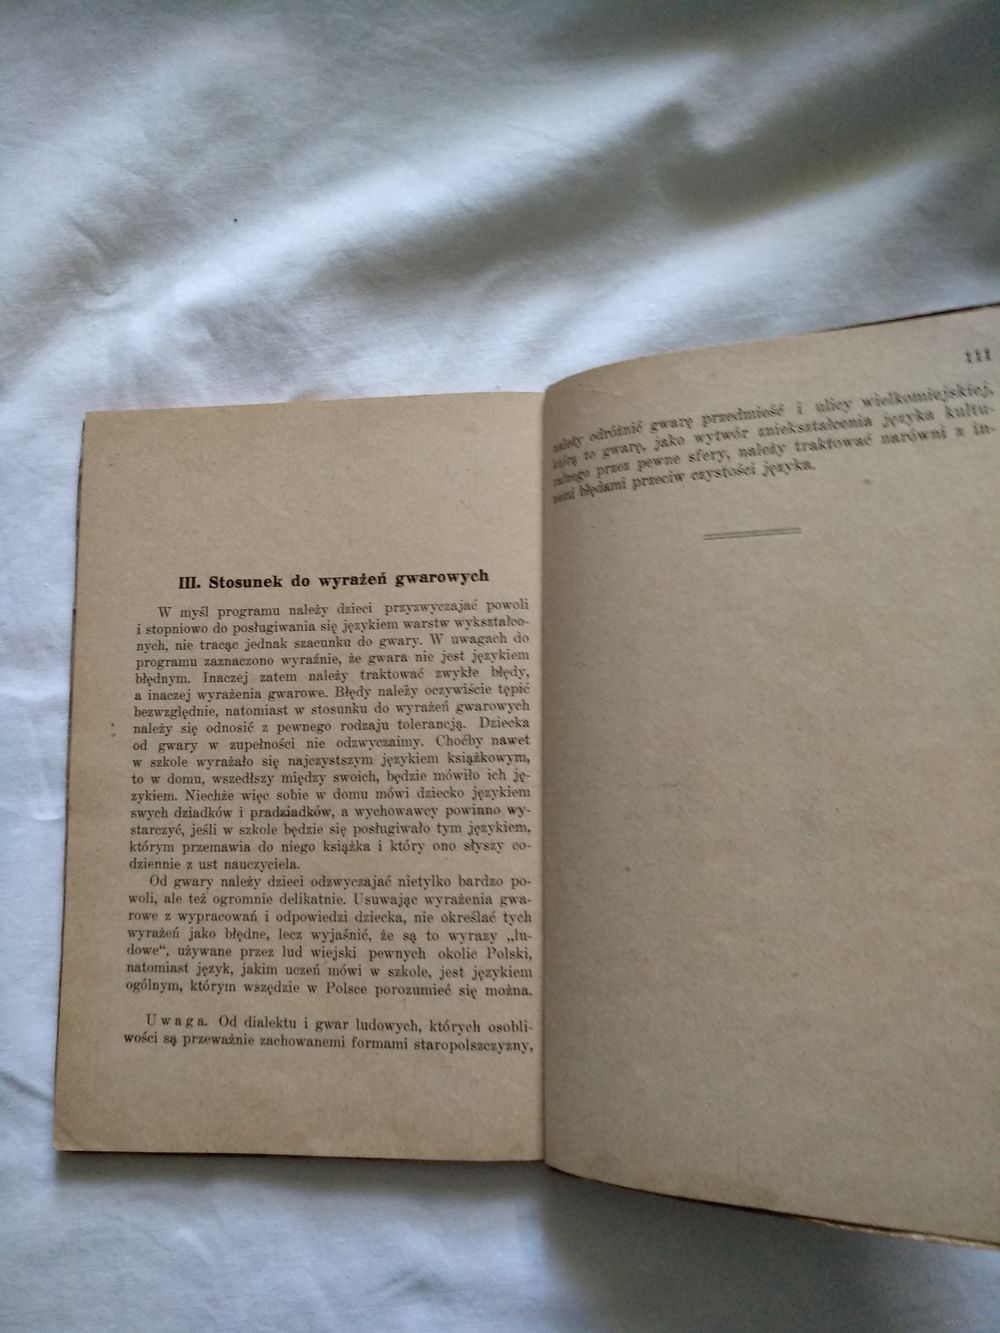 III. Stosunek do wyrażeń gwarowych
W myśl programu należy dzieci przyzwyczajać powoli
i stopniowo do posługiwania się językiem warstw wykształco-
nych, nie tracąc jednak szacunku do gwary. W uwagach do
programu zaznaczono wyraźnie, że gwara nie jest językiem
błędnym. Inaczej zatem należy traktować zwykłe błędy,
a inaczej wyrażenia gwarowe. Błędy należy oczywiście tępić
bezwzględnie, natomiast w stosunku do wyrażeń gwarowych
należy się odnosić z pewnego rodzaju tolerancją. Dziecka
od gwary w zupełności nie odzwyczaimy. Choćby nawet
w szkole wyrażało się najczystszym językiem książkowym,
to w domu, wszedłszy między swoich, będzie mówiło ich ję-
zykiem. Niechże więc sobie w domu mówi dziecko językiem
swych dziadków i pradziadków, a wychowawcy powinno wy-
starczyć, jeśli w szkole będzie się posługiwało tym językiem,
którym przemawia do niego książka i który ono słyszy co-
dziennie z ust nauczyciela.
Od gwary należy dzieci odzwyczajać nietylko bardzo po-
woli, ale też ogromnie delikatnie. Usuwając wyrażenia gwa-
rowe z wypracowań i odpowiedzi dziecka, nie określać tych
wyrażeń jako błędne, lecz wyjaśnić, że są to wyrazy „lu-
dowe“, używane przez lud wiejski pewnych okolic Polski,
natomiast język, jakim uczeń mówi w szkole, jest językiem
ogólnym, którym wszędzie w Polsce porozumieć się można.
Uwaga. Od dialektu i gwar ludowych, których osobli-
wości są przeważnie zachowanemi formami staropolszczyzny,
111
należy odróżnić gwarę przedmieść i ulicy wielkomiejskiej,
którą to gwarę, jako wytwór zniekształcenia języka kultu-
ralnego przez pewne sfery, należy traktować narówni z in-
nemi błędami przeciw czystości języka.